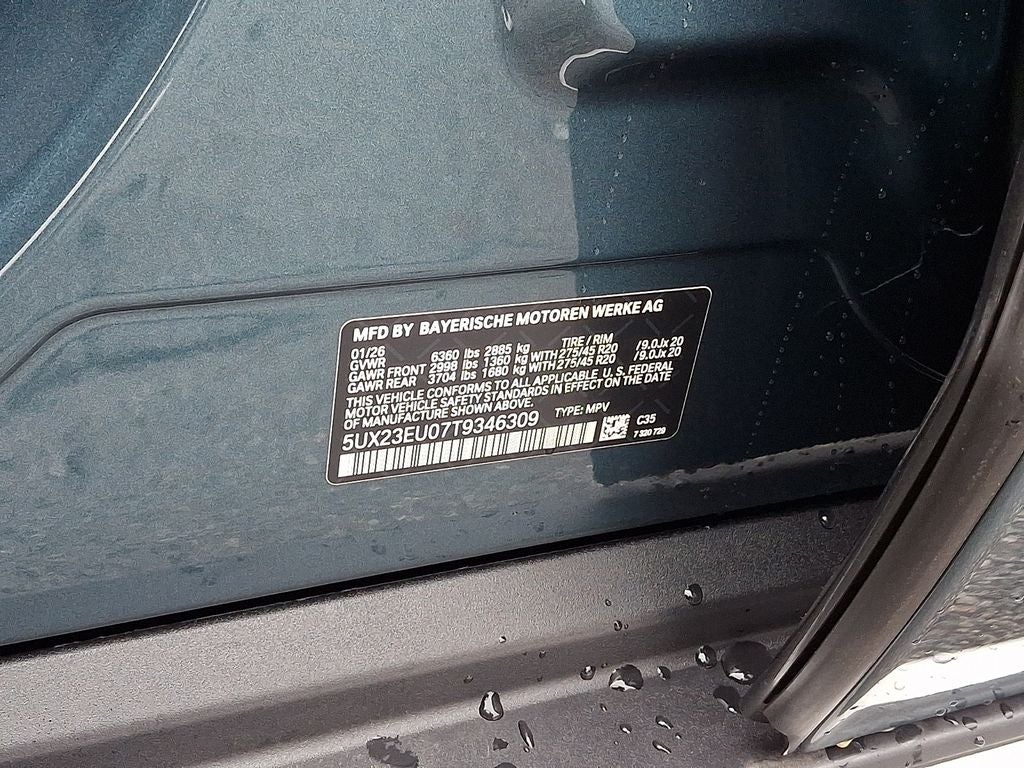 MFD BY BAYERISCHE MOTOREN WERKE AG
01/26 TIRE / RIM
GVWR 6360 lbs 2885 kg
GAWR FRONT 2998 lbs 1360 kg WITH 275/45 R20 /9.0Jx20
GAWR REAR 3704 lbs 1680 kg WITH 275/45 R20 /9.0Jx20
THIS VEHICLE CONFORMS TO ALL APPLICABLE U.S. FEDERAL
MOTOR VEHICLE SAFETY STANDARDS IN EFFECT ON THE DATE
OF MANUFACTURE SHOWN ABOVE.
5UX23EU07T9346309 TYPE: MPV
C35
7 320 728